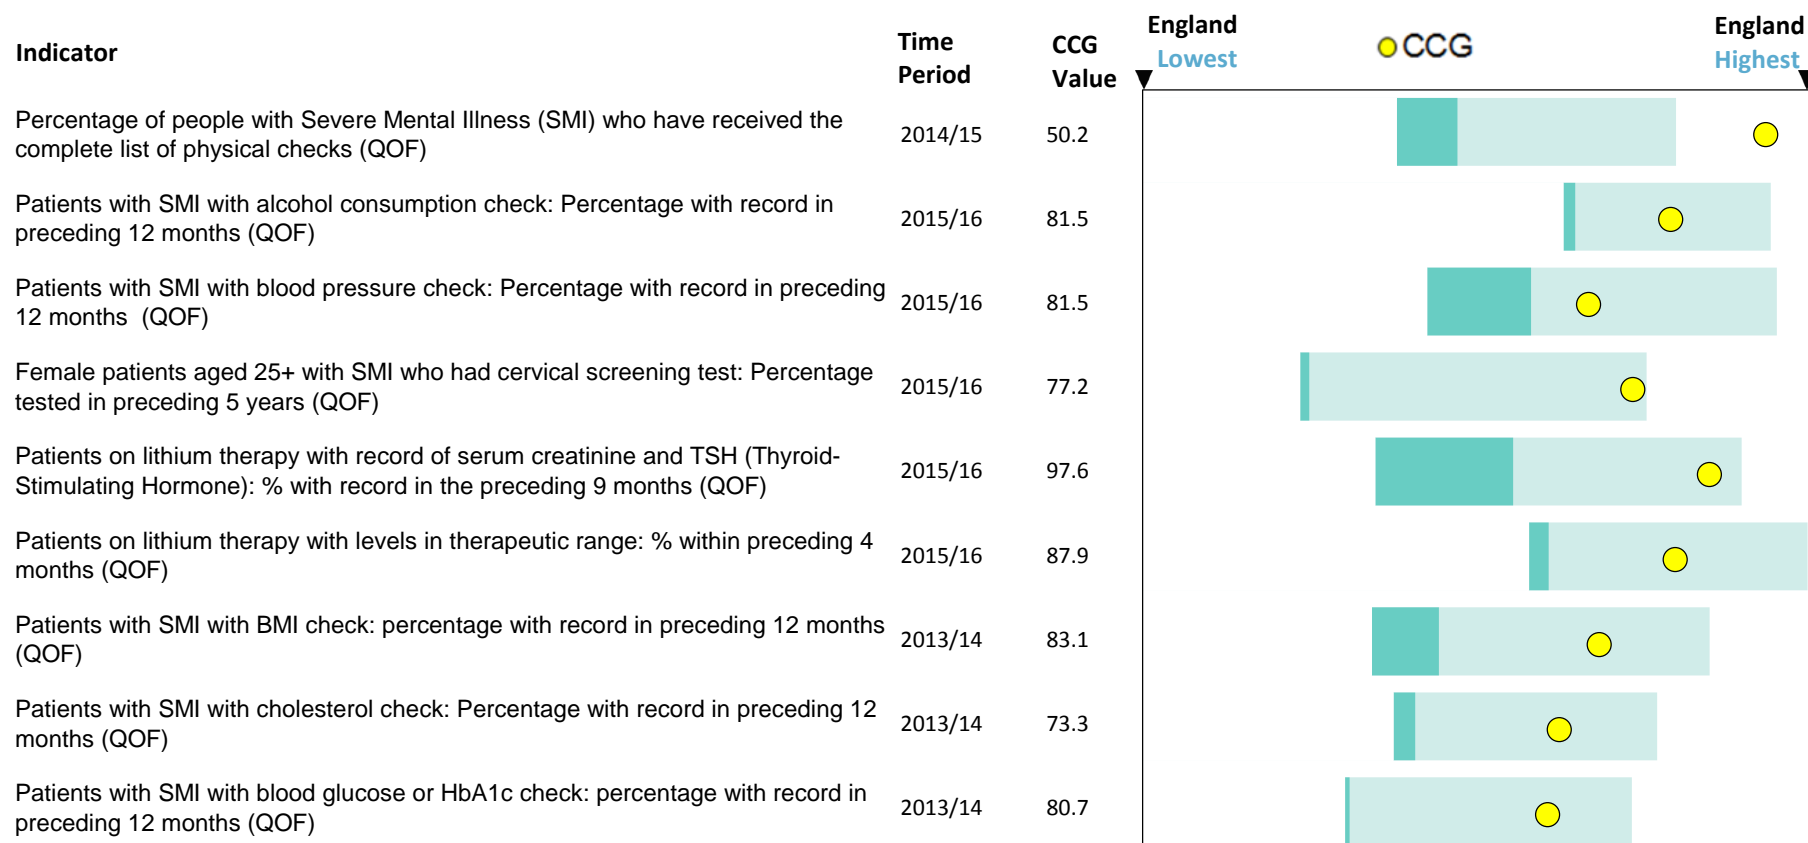 Indicator
Time
Period
CCG
Value
England
Lowest
CCG
England
Highest
Percentage of people with Severe Mental Illness (SMI) who have received the
complete list of physical checks (QOF)
2014/15
50.2
Patients with SMI with alcohol consumption check: Percentage with record in
preceding 12 months (QOF)
2015/16
81.5
Patients with SMI with blood pressure check: Percentage with record in preceding
12 months  (QOF)
2015/16
81.5
Female patients aged 25+ with SMI who had cervical screening test: Percentage
tested in preceding 5 years (QOF)
2015/16
77.2
Patients on lithium therapy with record of serum creatinine and TSH (Thyroid-
Stimulating Hormone): % with record in the preceding 9 months (QOF)
2015/16
97.6
Patients on lithium therapy with levels in therapeutic range: % within preceding 4
months (QOF)
2015/16
87.9
Patients with SMI with BMI check: percentage with record in preceding 12 months
(QOF)
2013/14
83.1
Patients with SMI with cholesterol check: Percentage with record in preceding 12
months (QOF)
2013/14
73.3
Patients with SMI with blood glucose or HbA1c check: percentage with record in
preceding 12 months (QOF)
2013/14
80.7